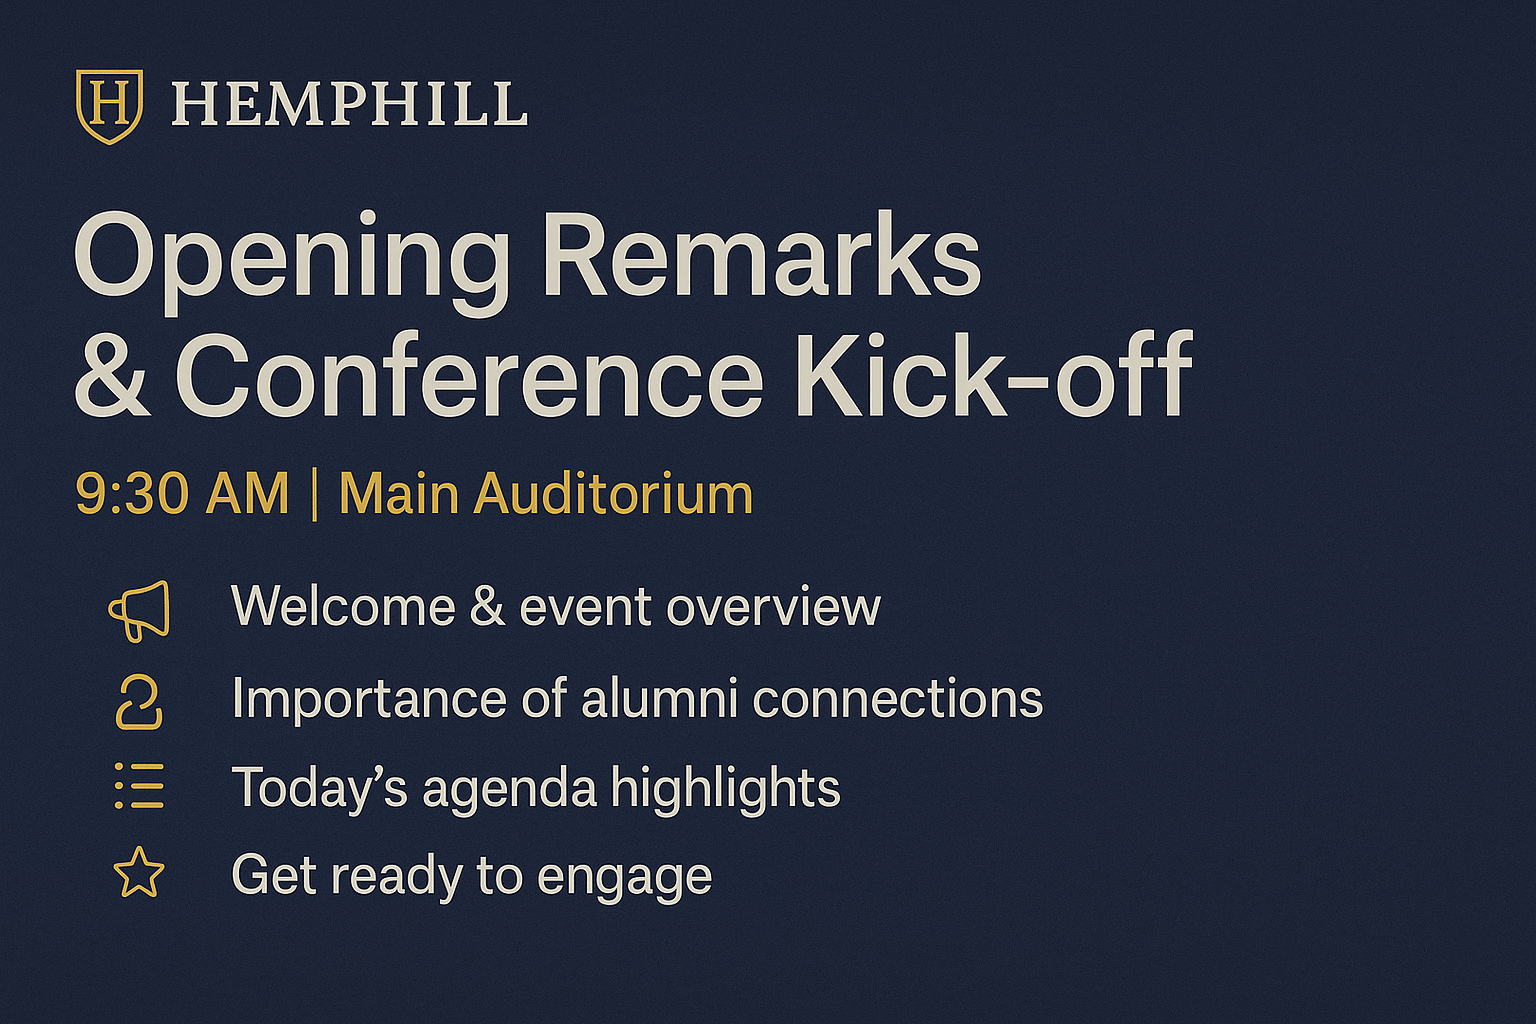 H HEMPHILL
Opening Remarks
& Conference Kick-off
9:30 AM | Main Auditorium
Welcome & event overview
Importance of alumni connections
Today’s agenda highlights
Get ready to engage